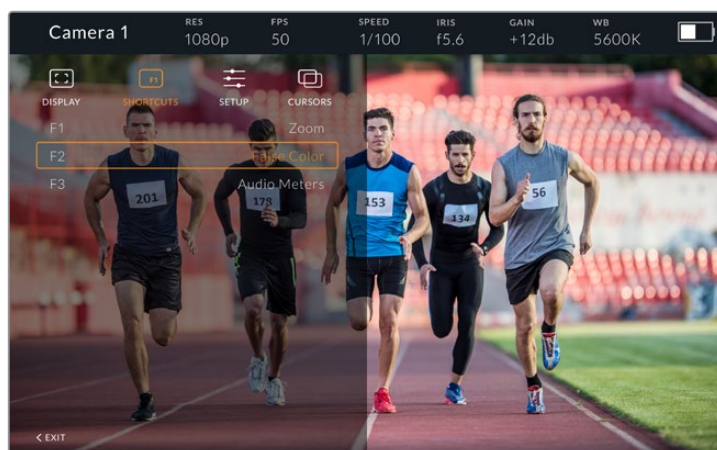 Camera 1
RES FPS SPEED IRIS GAIN WB
1080p 50 1/100 f5.6 +12db 5600K
DISPLAY SHORTCUTS SETUP CURSORS
F1 Zoom
F2 False Color
F3 Audio Meters
201 178 153 134 56
< EXIT